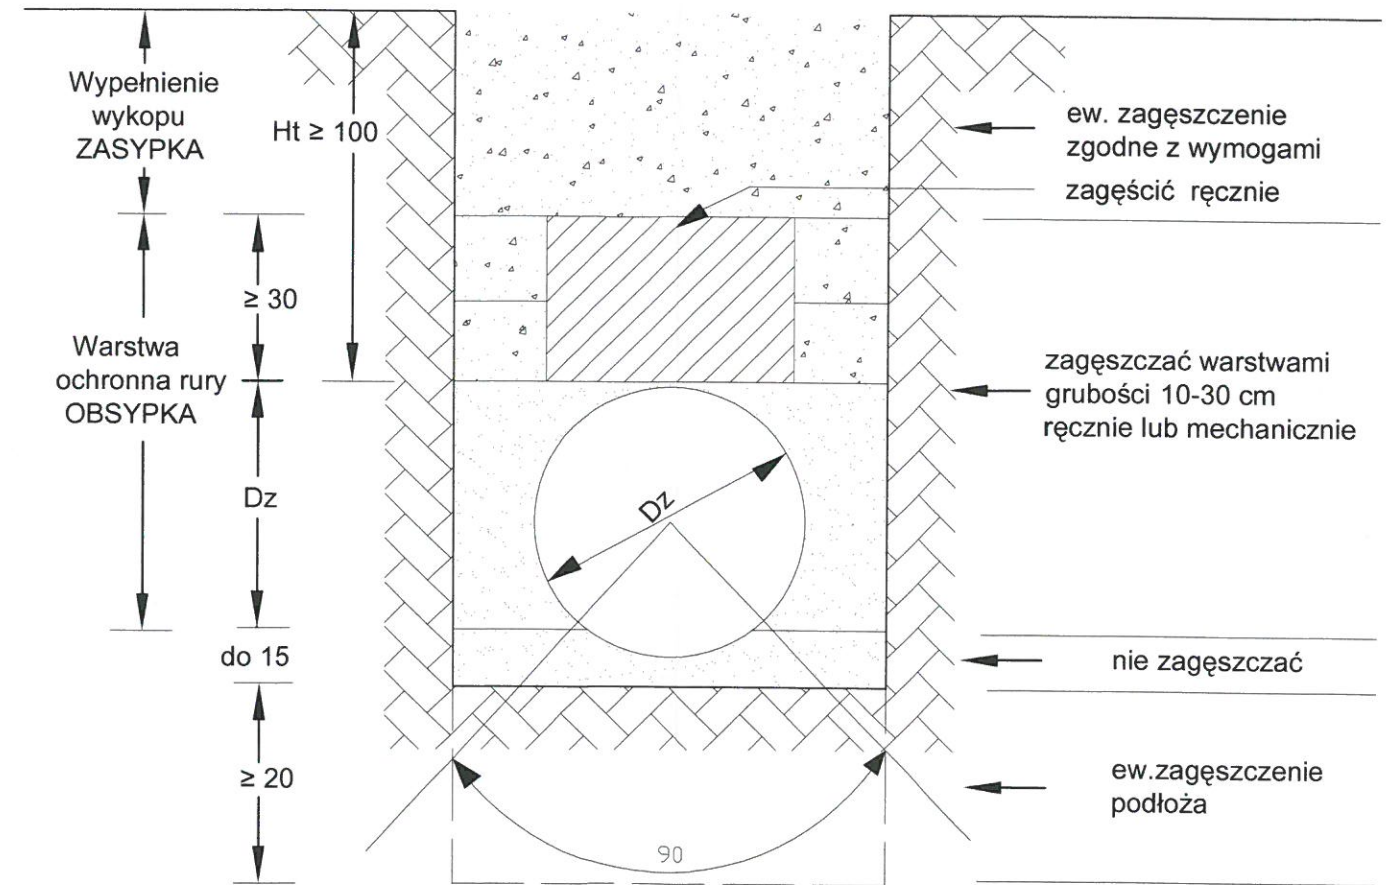 Wypełnienie
wykopu
ZASYPKA
Ht ≥ 100
≥ 30
Warstwa
ochronna rury
OBSYPKA
Dz
do 15
≥ 20
Dz
90
ew. zagęszczenie
zgodne z wymogami
zagęścić ręcznie
zagęszczać warstwami
grubości 10-30 cm
ręcznie lub mechanicznie
nie zagęszczać
ew.zagęszczenie
podłoża